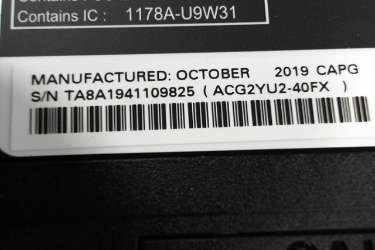 Contains IC : 1178A-U9W31
MANUFACTURED: OCTOBER 2019 CAPG
S/N TA8A1941109825 ( ACG2YU2-40FX )